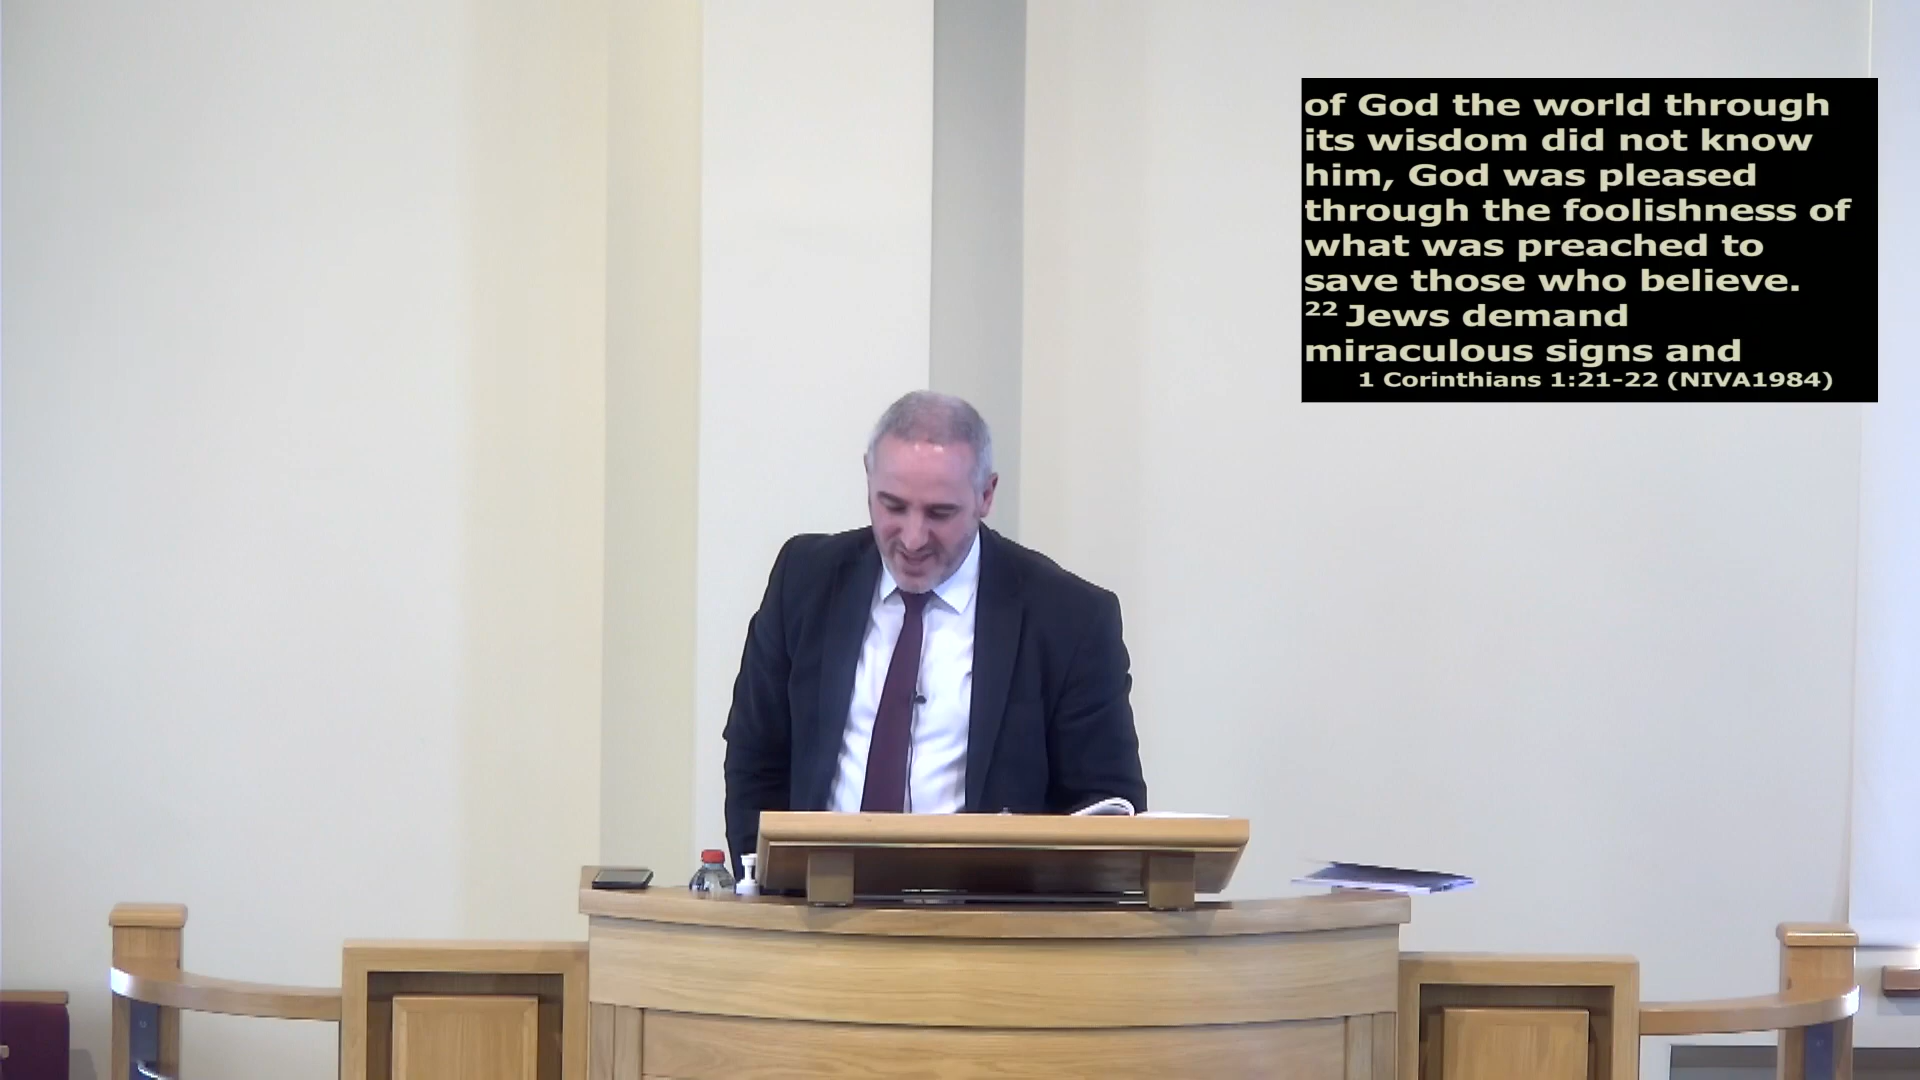 of God the world through
its wisdom did not know
him, God was pleased
through the foolishness of
what was preached to
save those who believe.
22 Jews demand
miraculous signs and
1 Corinthians 1:21-22 (NIVA1984)